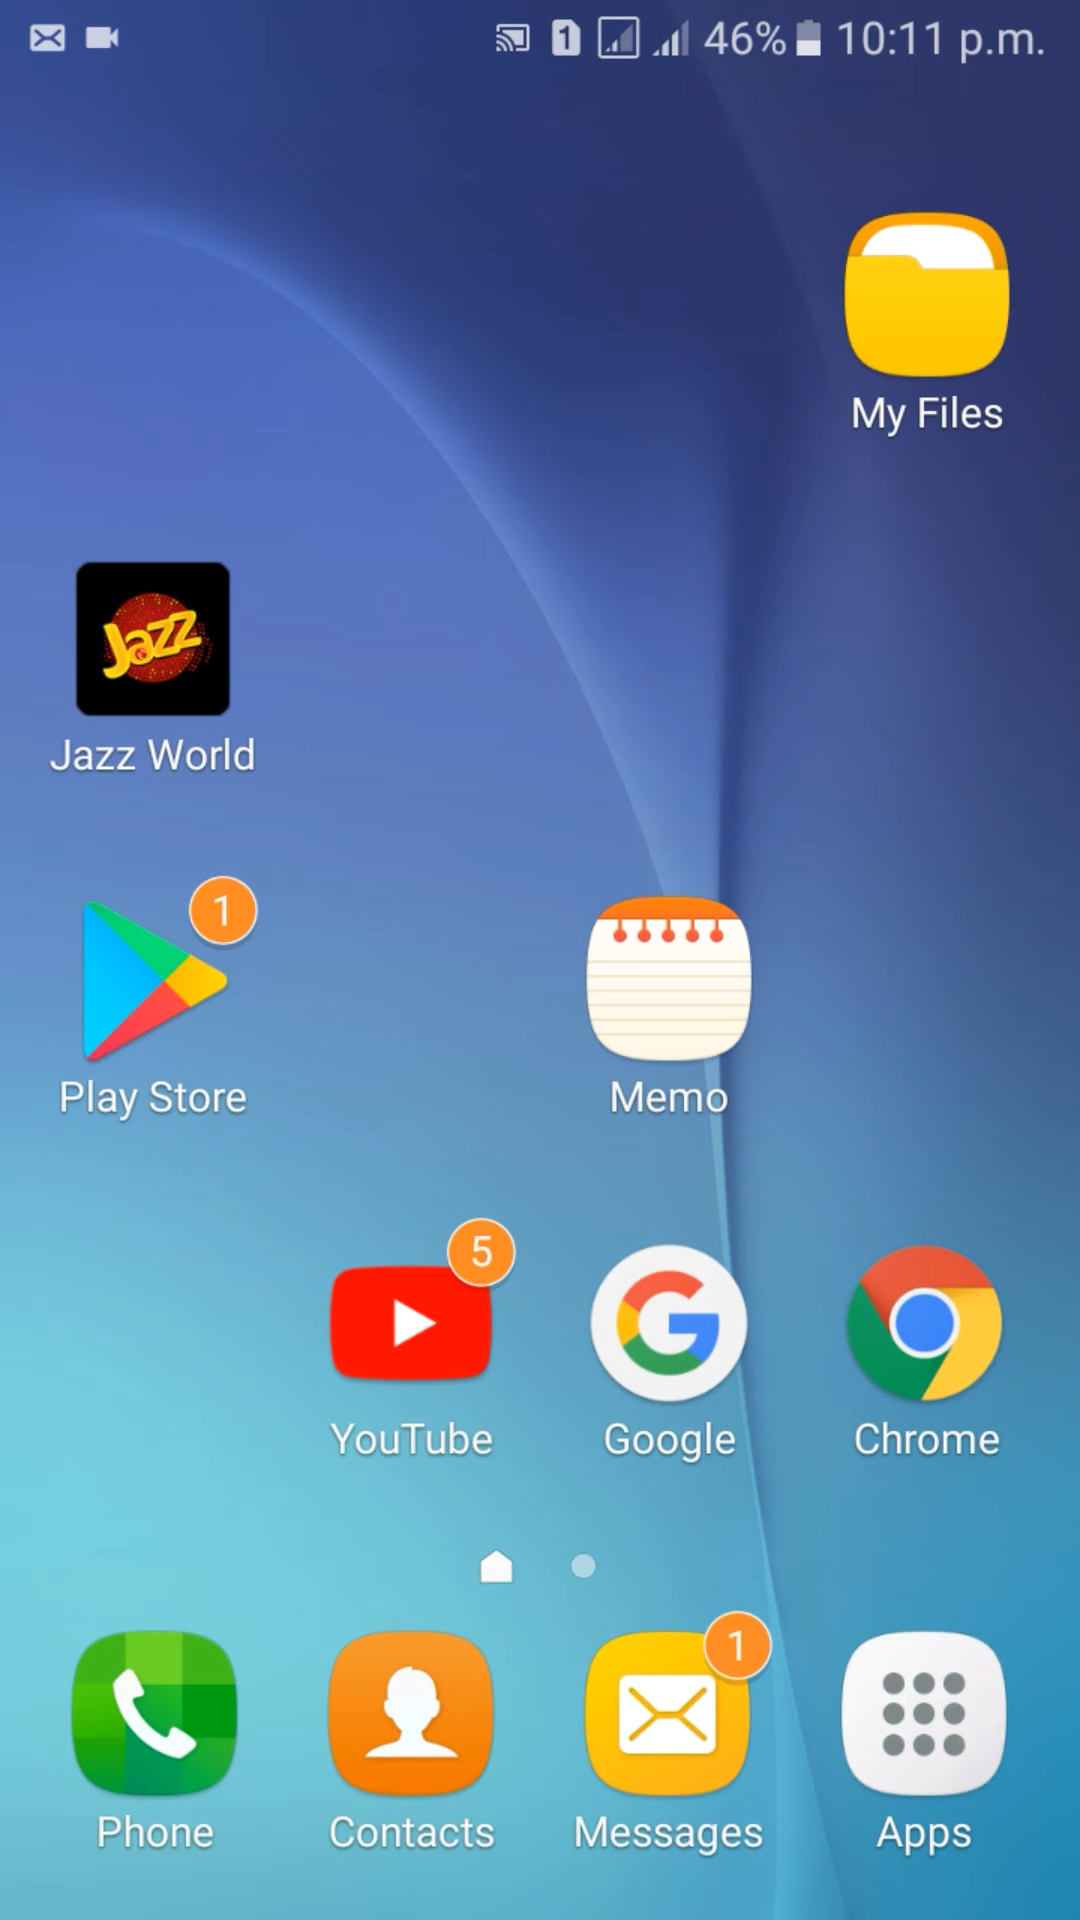 1 46% 10:11 p.m.
My Files
Jazz
Jazz World
1
Play Store
Memo
5
YouTube
Google
Chrome
1
Phone
Contacts
Messages
Apps